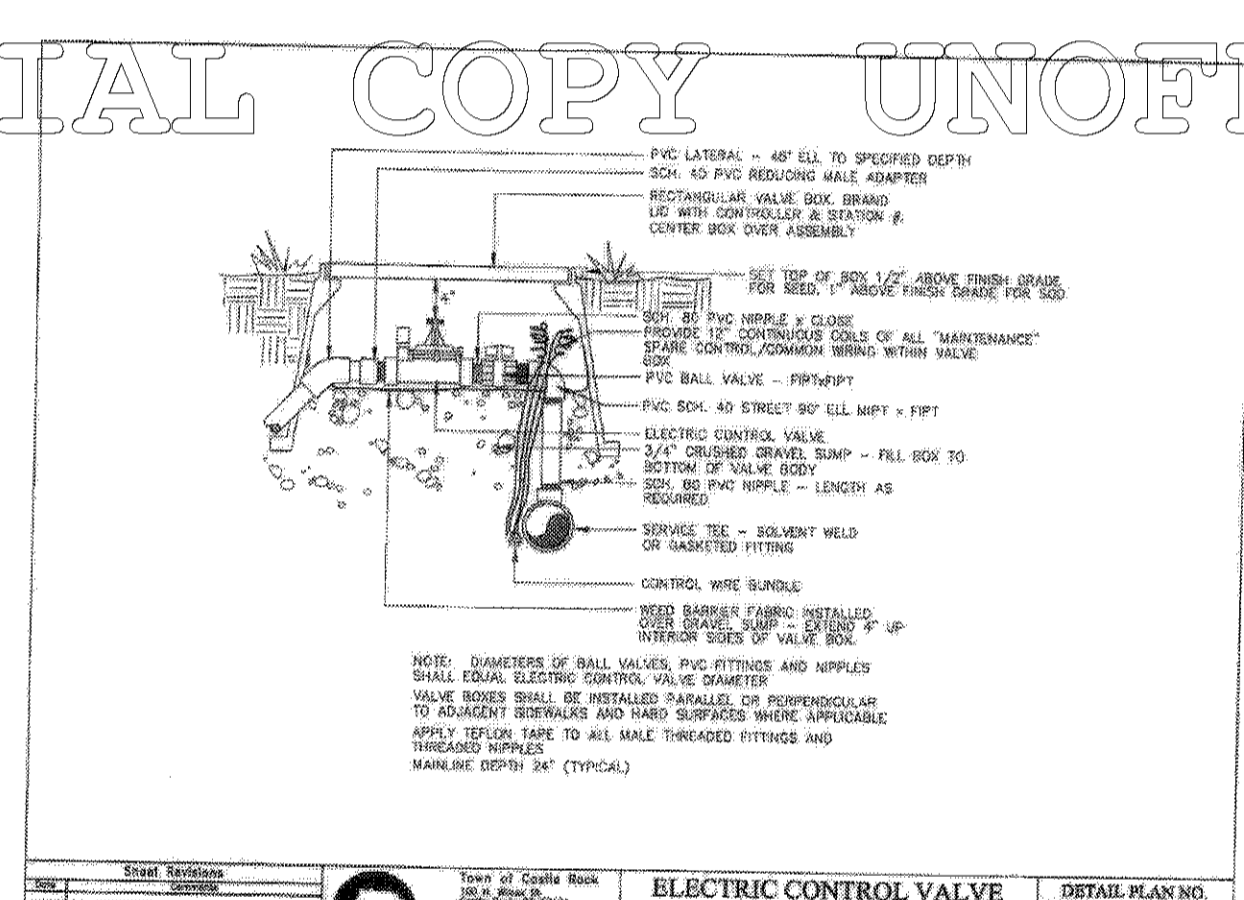 IAL COPY UNOFI
PVC LATERAL – 45° ELL TO SPECIFIED DEPTH
SCH. 40 PVC REDUCING MALE ADAPTER
RECTANGULAR VALVE BOX. BRAND
LID WITH CONTROLLER & STATION #.
CENTER BOX OVER ASSEMBLY
SET TOP OF BOX 1/2" ABOVE FINISH GRADE
FOR SEED, 1" ABOVE FINISH GRADE FOR SOD
4"
SCH. 80 PVC NIPPLE x CLOSE
PROVIDE 12" CONTINUOUS COILS OF ALL "MAINTENANCE"
SPARE CONTROL/COMMON WIRING WITHIN VALVE
BOX
PVC BALL VALVE – FIPTxFIPT
PVC SCH. 40 STREET 90° ELL MIPT x FIPT
ELECTRIC CONTROL VALVE
3/4" CRUSHED GRAVEL SUMP – FILL BOX TO
BOTTOM OF VALVE BODY
SCH. 80 PVC NIPPLE – LENGTH AS
REQUIRED
SERVICE TEE – SOLVENT WELD
OR GASKETED FITTING
CONTROL WIRE BUNDLE
WEED BARRIER FABRIC INSTALLED
OVER GRAVEL SUMP – EXTEND 4" UP
INTERIOR SIDES OF VALVE BOX.
NOTE: DIAMETERS OF BALL VALVES, PVC FITTINGS AND NIPPLES
SHALL EQUAL ELECTRIC CONTROL VALVE DIAMETER
VALVE BOXES SHALL BE INSTALLED PARALLEL OR PERPENDICULAR
TO ADJACENT SIDEWALKS AND HARD SURFACES WHERE APPLICABLE
APPLY TEFLON TAPE TO ALL MALE THREADED FITTINGS AND
THREADED NIPPLES
MAINLINE DEPTH 24" (TYPICAL)
Sheet Revisions
Date Comments
Town of Castle Rock
ELECTRIC CONTROL VALVE
DETAIL PLAN NO.